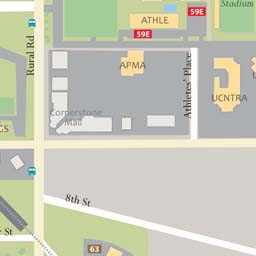 Stadium
59E
ATHLE
59E
Rural Rd
APMA
Athletes' Place
UCNTRA
Cornerstone
Mall
GS
8th St
63
St